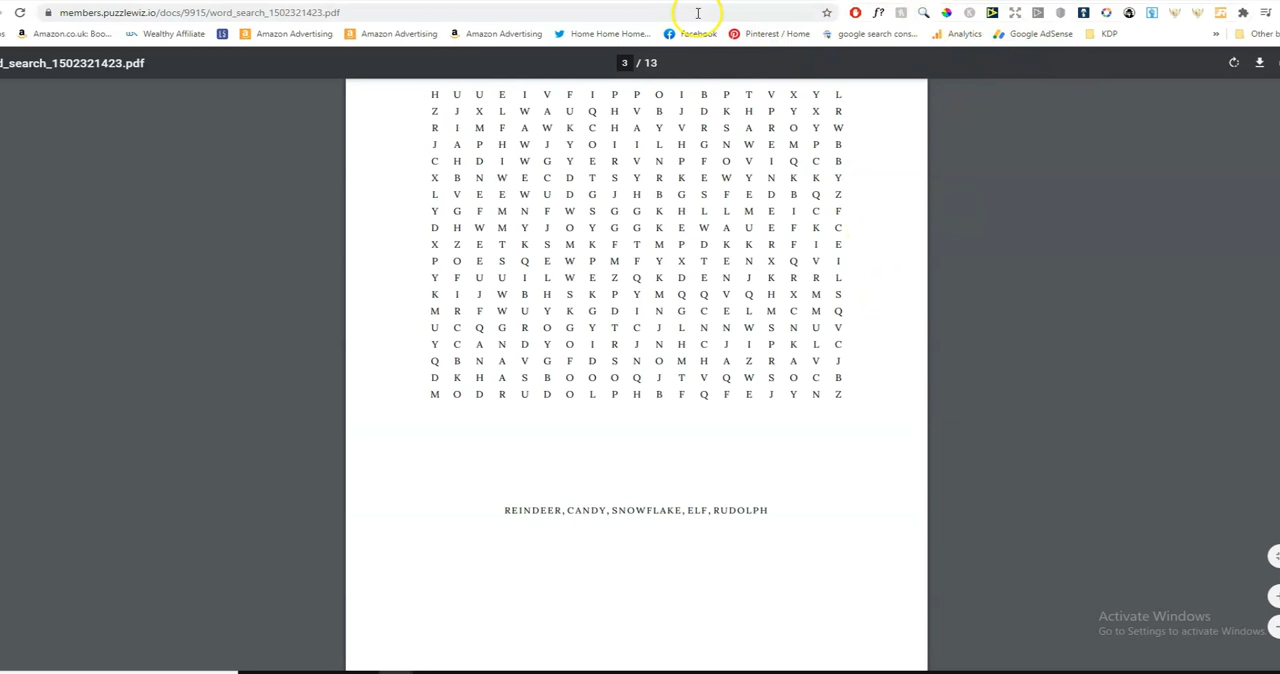 members.puzzlewiz.io/docs/9915/word_search_1502321423.pdf
Amazon.co.uk: Boo... Wealthy Affiliate Amazon Advertising Amazon Advertising Amazon Advertising Home Home Home... Facebook Pinterest / Home google search cons... Analytics Google AdSense KDP » Other b
d_search_1502321423.pdf 3 / 13
H U U E I V F I P P O I B P T V X Y L
Z J X L W A U Q H V B J D K H P Y X R
R I M F A W K C H A Y V R S A R O Y W
J A P H W J Y O I I L H G N W E M P B
C H D I W G Y E R V N P F O V I Q C B
X B N W E C D T S Y R K E W Y N K K Y
L V E E W U D G J H B G S F E D B Q Z
Y G F M N F W S G G K H L L M E I C F
D H W M Y J O Y G G K E W A U E F K C
X Z E T K S M K F T M P D K K R F I E
P O E S Q E W P M F Y X T E N X Q V I
Y F U U I L W E Z Q K D E N J K R R L
K I J W B H S K P Y M Q Q V Q H X M S
M R F W U Y K G D I N G C E L M C M Q
U C Q G R O G Y T C J L N N W S N U V
Y C A N D Y O I R J N H C J I P K L C
Q B N A V G F D S N O M H A Z R A V J
D K H A S B O O O Q J T V Q W S O C B
M O D R U D O L P H B F Q F E J Y N Z
REINDEER, CANDY, SNOWFLAKE, ELF, RUDOLPH
Activate Windows
Go to Settings to activate Windows.